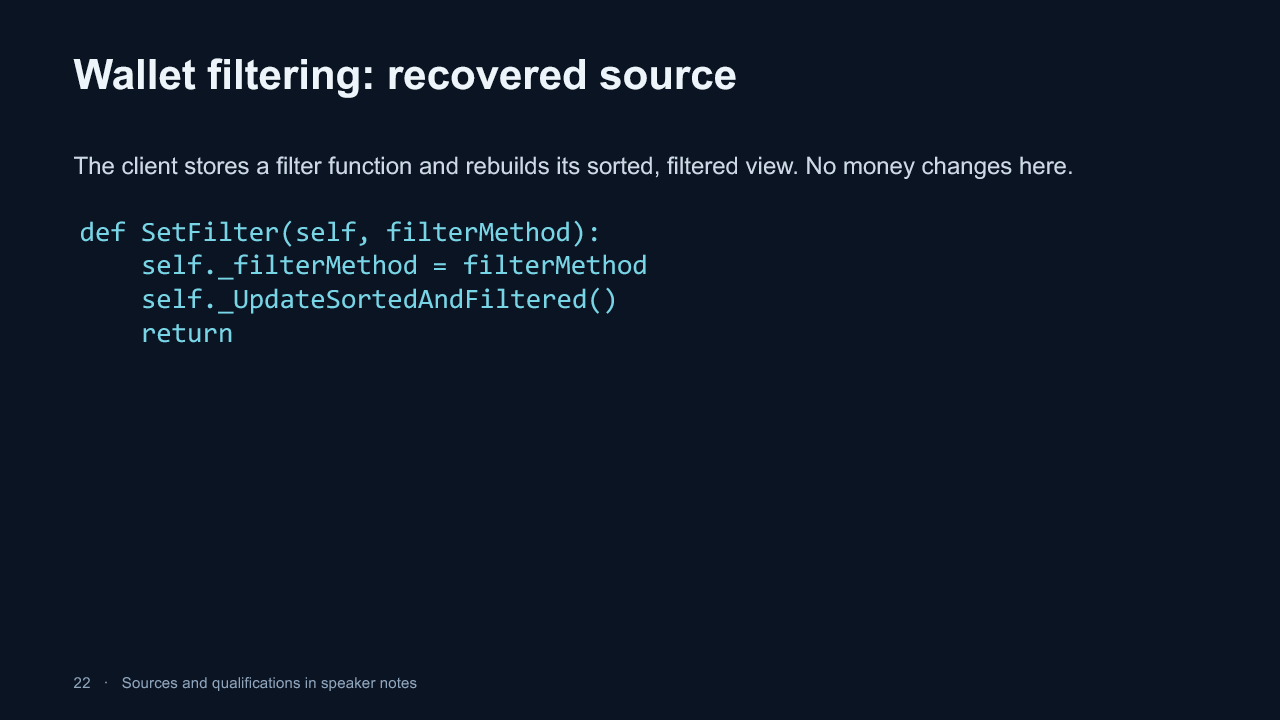 Wallet filtering: recovered source
The client stores a filter function and rebuilds its sorted, filtered view. No money changes here.
def SetFilter(self, filterMethod):
    self._filterMethod = filterMethod
    self._UpdateSortedAndFiltered()
    return
22 · Sources and qualifications in speaker notes